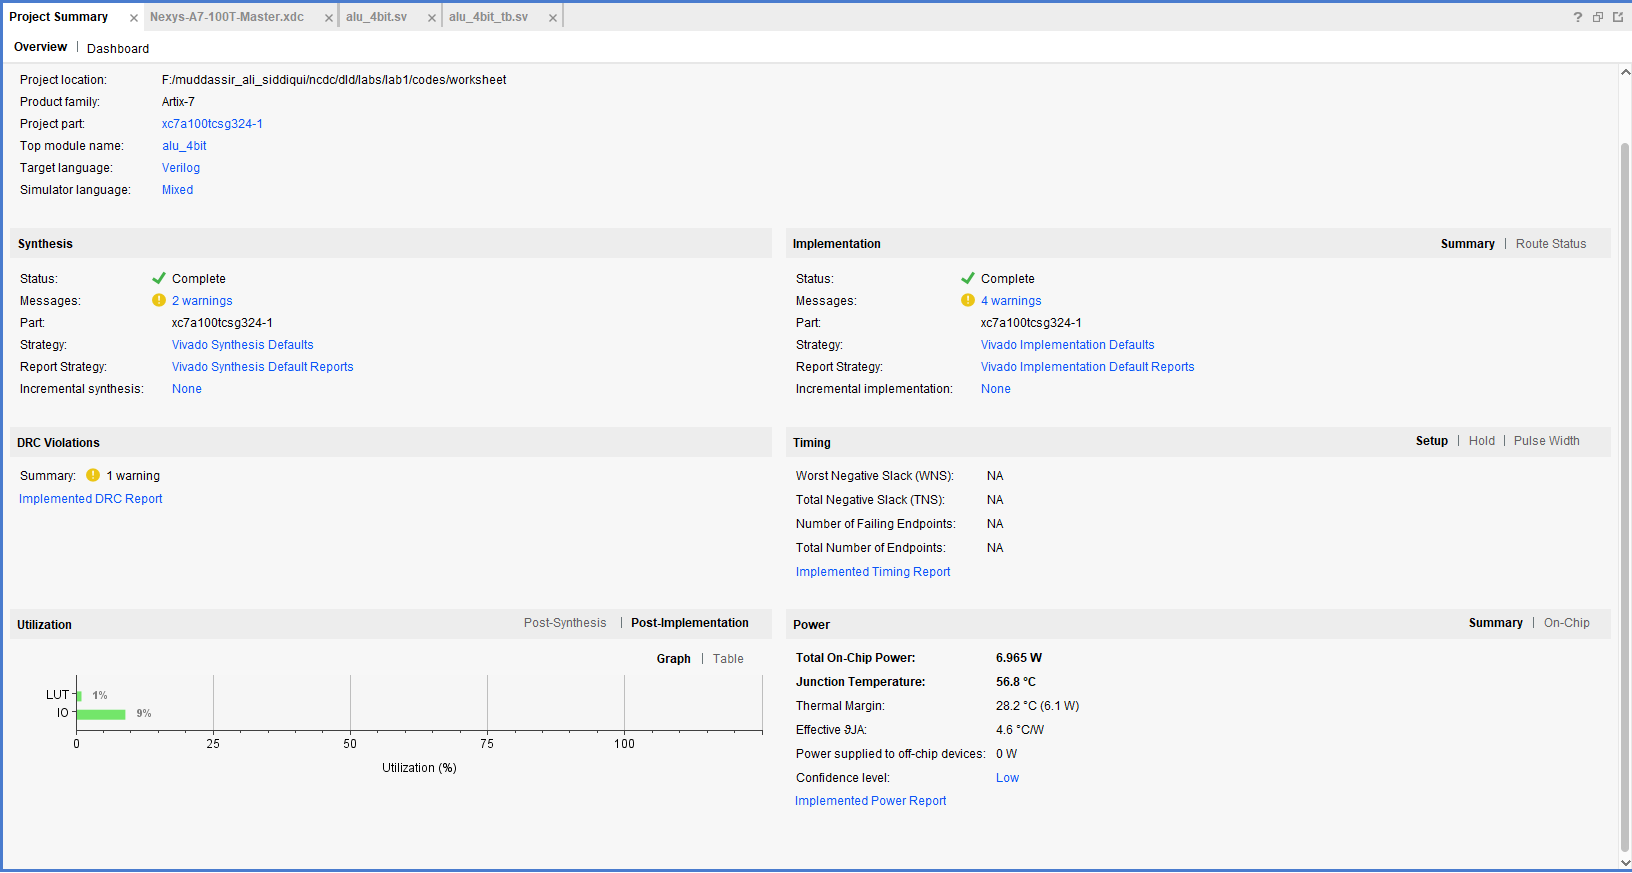 Project Summary × Nexys-A7-100T-Master.xdc × alu_4bit.sv × alu_4bit_tb.sv × ?
Overview | Dashboard
Project location: F:/muddassir_ali_siddiqui/ncdc/dld/labs/lab1/codes/worksheet
Product family: Artix-7
Project part: xc7a100tcsg324-1
Top module name: alu_4bit
Target language: Verilog
Simulator language: Mixed
Synthesis
Status: Complete
Messages: ! 2 warnings
Part: xc7a100tcsg324-1
Strategy: Vivado Synthesis Defaults
Report Strategy: Vivado Synthesis Default Reports
Incremental synthesis: None
Implementation Summary | Route Status
Status: Complete
Messages: ! 4 warnings
Part: xc7a100tcsg324-1
Strategy: Vivado Implementation Defaults
Report Strategy: Vivado Implementation Default Reports
Incremental implementation: None
DRC Violations
Summary: ! 1 warning
Implemented DRC Report
Timing Setup | Hold | Pulse Width
Worst Negative Slack (WNS): NA
Total Negative Slack (TNS): NA
Number of Failing Endpoints: NA
Total Number of Endpoints: NA
Implemented Timing Report
Utilization Post-Synthesis | Post-Implementation
Graph | Table
LUT 1%
IO 9%
0 25 50 75 100
Utilization (%)
Power Summary | On-Chip
Total On-Chip Power: 6.965 W
Junction Temperature: 56.8 °C
Thermal Margin: 28.2 °C (6.1 W)
Effective ϑJA: 4.6 °C/W
Power supplied to off-chip devices: 0 W
Confidence level: Low
Implemented Power Report